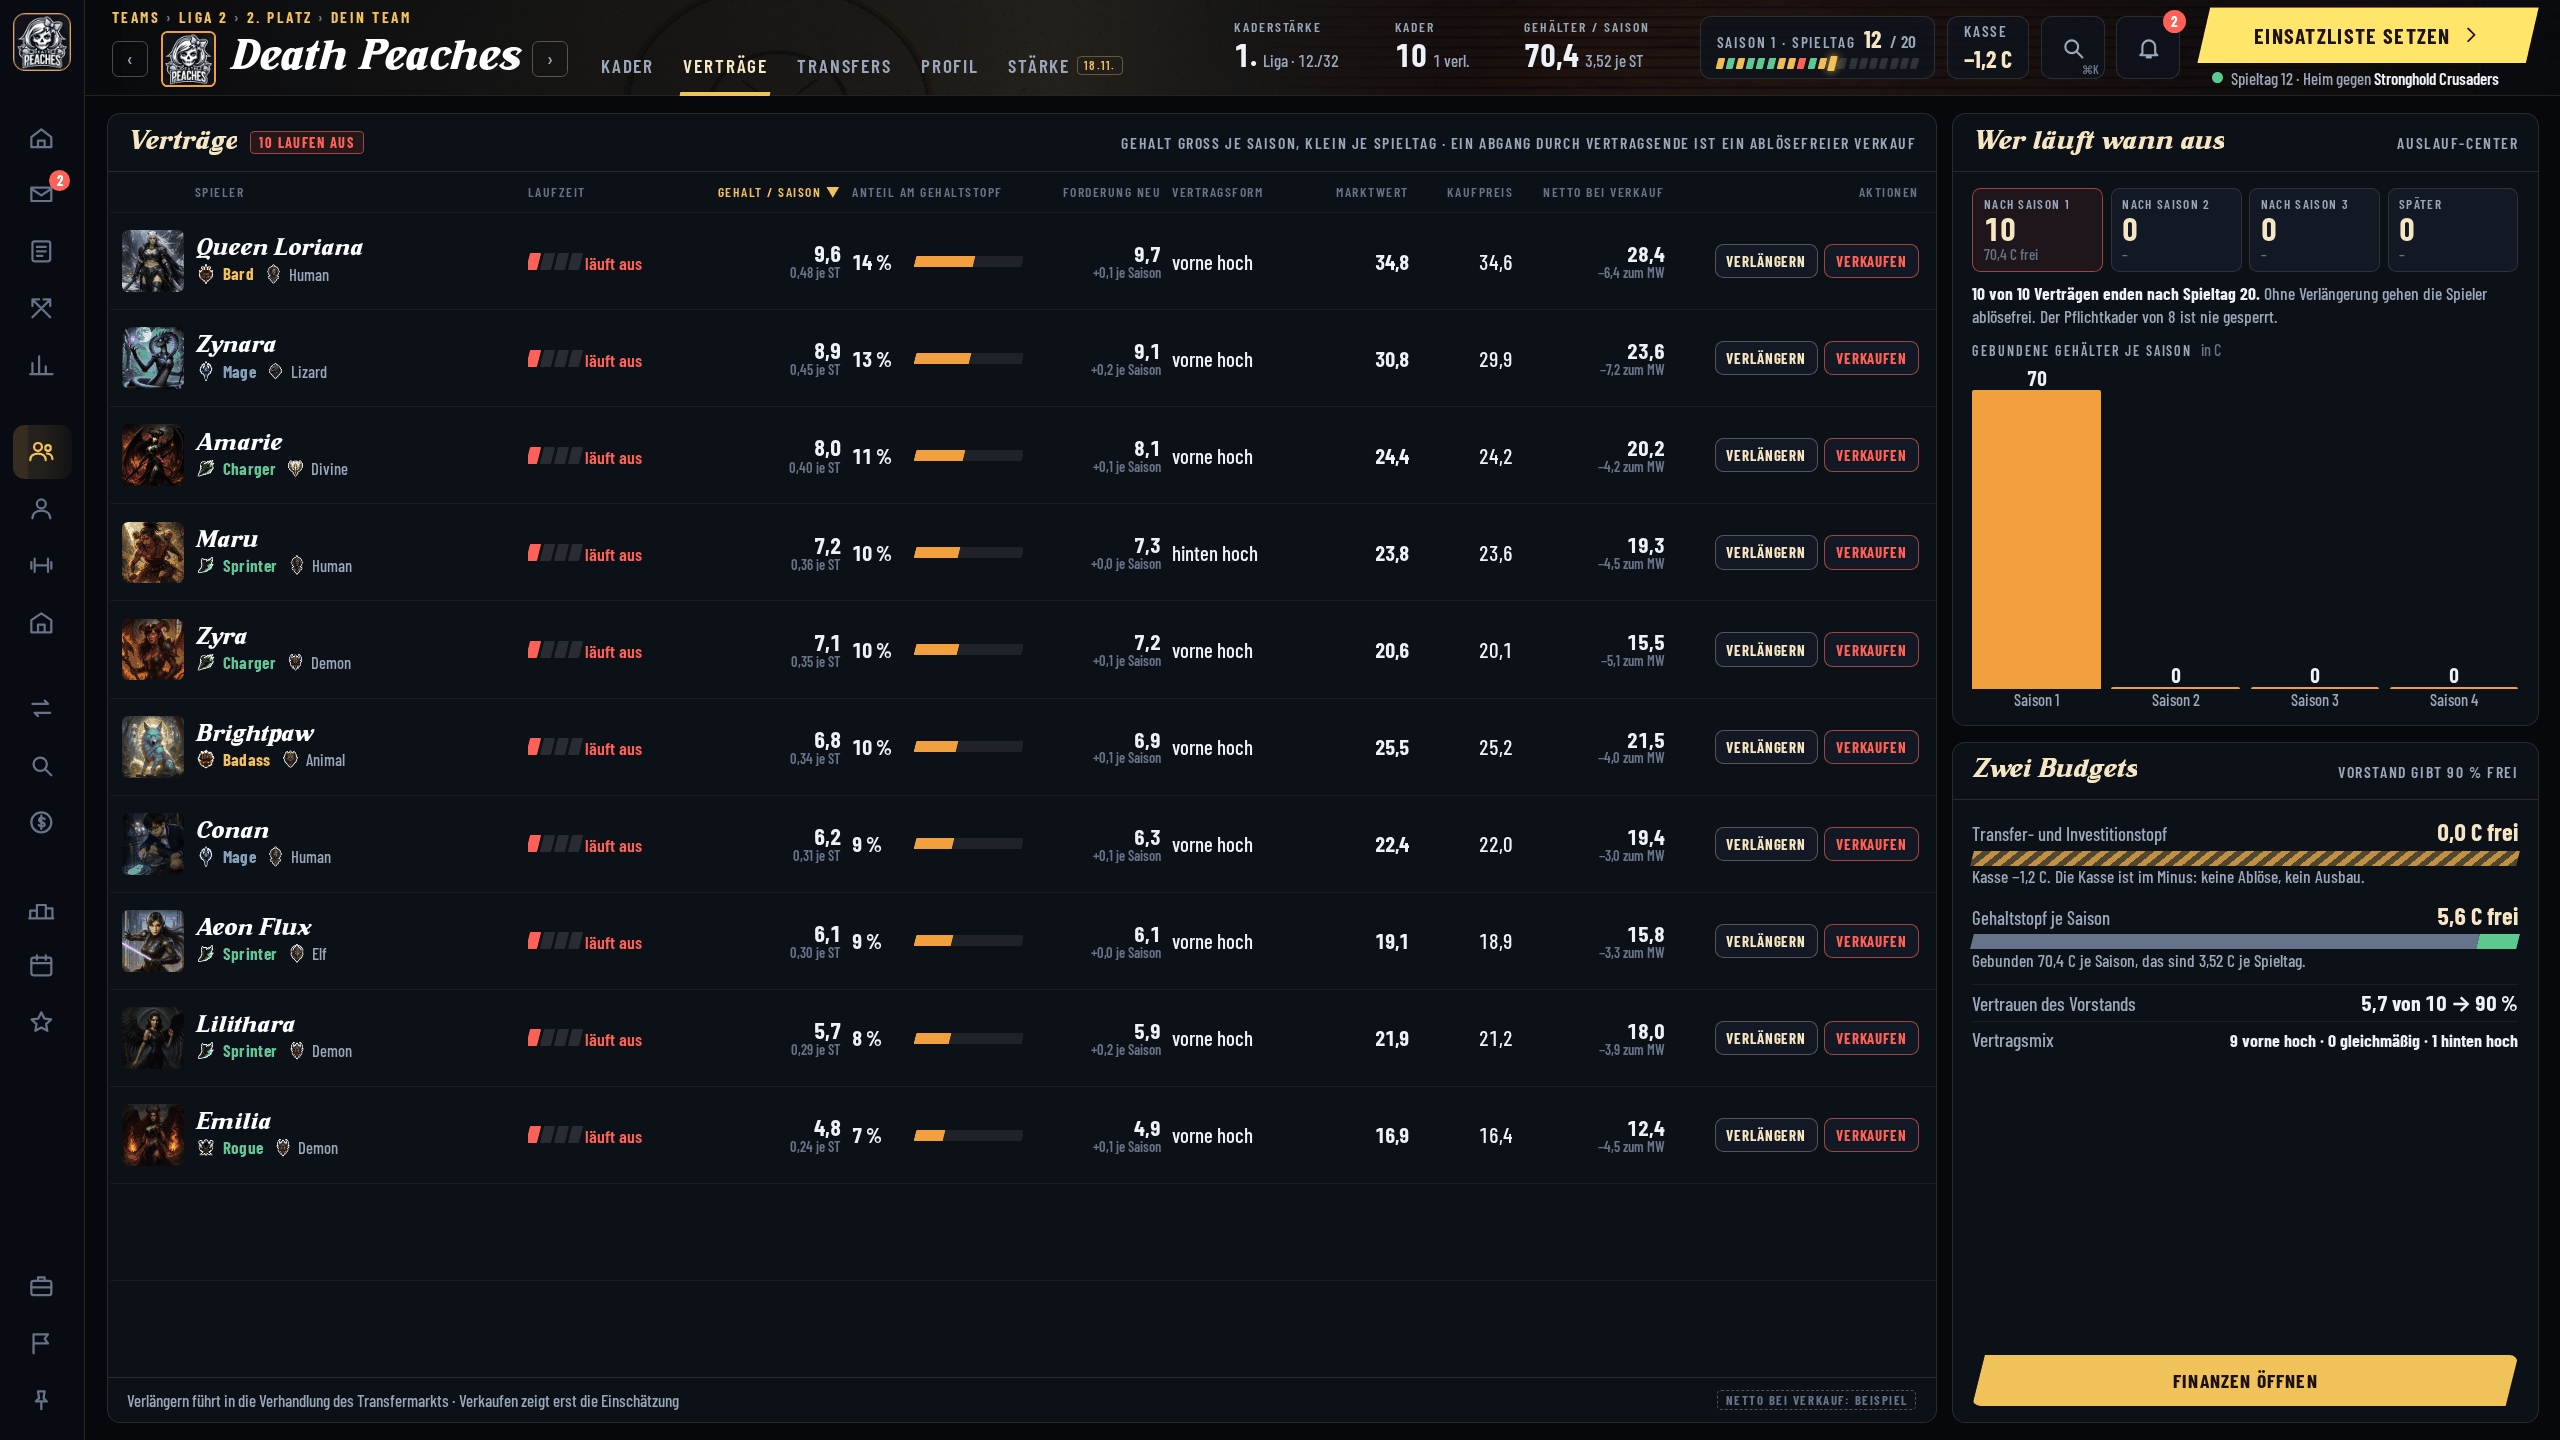 TEAMS › LIGA 2 › 2. PLATZ › DEIN TEAM
PEACHES
‹ PEACHES Death Peaches ›
KADER VERTRÄGE TRANSFERS PROFIL STÄRKE 18.11.
KADERSTÄRKE
1. Liga · 12./32
KADER
10 1 verl.
GEHÄLTER / SAISON
70,4 3,52 je ST
SAISON 1 · SPIELTAG 12 / 20
KASSE
−1,2 C
⌘K
2
EINSATZLISTE SETZEN
Spieltag 12 · Heim gegen Stronghold Crusaders
2
Verträge 10 LAUFEN AUS
GEHALT GROSS JE SAISON, KLEIN JE SPIELTAG · EIN ABGANG DURCH VERTRAGSENDE IST EIN ABLÖSEFREIER VERKAUF
SPIELER LAUFZEIT GEHALT / SAISON ▼ ANTEIL AM GEHALTSTOPF FORDERUNG NEU VERTRAGSFORM MARKTWERT KAUFPREIS NETTO BEI VERKAUF AKTIONEN
Queen Loriana
Bard Human
läuft aus 9,6 14 % 9,7 vorne hoch 34,8 34,6 28,4 VERLÄNGERN VERKAUFEN
0,48 je ST +0,1 je Saison −6,4 zum MW
Zynara
Mage Lizard
läuft aus 8,9 13 % 9,1 vorne hoch 30,8 29,9 23,6 VERLÄNGERN VERKAUFEN
0,45 je ST +0,2 je Saison −7,2 zum MW
Amarie
Charger Divine
läuft aus 8,0 11 % 8,1 vorne hoch 24,4 24,2 20,2 VERLÄNGERN VERKAUFEN
0,40 je ST +0,1 je Saison −4,2 zum MW
Maru
Sprinter Human
läuft aus 7,2 10 % 7,3 hinten hoch 23,8 23,6 19,3 VERLÄNGERN VERKAUFEN
0,36 je ST +0,0 je Saison −4,5 zum MW
Zyra
Charger Demon
läuft aus 7,1 10 % 7,2 vorne hoch 20,6 20,1 15,5 VERLÄNGERN VERKAUFEN
0,35 je ST +0,1 je Saison −5,1 zum MW
Brightpaw
Badass Animal
läuft aus 6,8 10 % 6,9 vorne hoch 25,5 25,2 21,5 VERLÄNGERN VERKAUFEN
0,34 je ST +0,1 je Saison −4,0 zum MW
Conan
Mage Human
läuft aus 6,2 9 % 6,3 vorne hoch 22,4 22,0 19,4 VERLÄNGERN VERKAUFEN
0,31 je ST +0,1 je Saison −3,0 zum MW
Aeon Flux
Sprinter Elf
läuft aus 6,1 9 % 6,1 vorne hoch 19,1 18,9 15,8 VERLÄNGERN VERKAUFEN
0,30 je ST +0,0 je Saison −3,3 zum MW
Lilithara
Sprinter Demon
läuft aus 5,7 8 % 5,9 vorne hoch 21,9 21,2 18,0 VERLÄNGERN VERKAUFEN
0,29 je ST +0,2 je Saison −3,9 zum MW
Emilia
Rogue Demon
läuft aus 4,8 7 % 4,9 vorne hoch 16,9 16,4 12,4 VERLÄNGERN VERKAUFEN
0,24 je ST +0,1 je Saison −4,5 zum MW
Verlängern führt in die Verhandlung des Transfermarkts · Verkaufen zeigt erst die Einschätzung
NETTO BEI VERKAUF: BEISPIEL
Wer läuft wann aus AUSLAUF-CENTER
NACH SAISON 1 NACH SAISON 2 NACH SAISON 3 SPÄTER
10 0 0 0
70,4 C frei – – –
10 von 10 Verträgen enden nach Spieltag 20. Ohne Verlängerung gehen die Spieler
ablösefrei. Der Pflichtkader von 8 ist nie gesperrt.
GEBUNDENE GEHÄLTER JE SAISON in C
70 0 0 0
Saison 1 Saison 2 Saison 3 Saison 4
Zwei Budgets VORSTAND GIBT 90 % FREI
Transfer- und Investitionstopf 0,0 C frei
Kasse −1,2 C. Die Kasse ist im Minus: keine Ablöse, kein Ausbau.
Gehaltstopf je Saison 5,6 C frei
Gebunden 70,4 C je Saison, das sind 3,52 C je Spieltag.
Vertrauen des Vorstands 5,7 von 10 → 90 %
Vertragsmix 9 vorne hoch · 0 gleichmäßig · 1 hinten hoch
FINANZEN ÖFFNEN